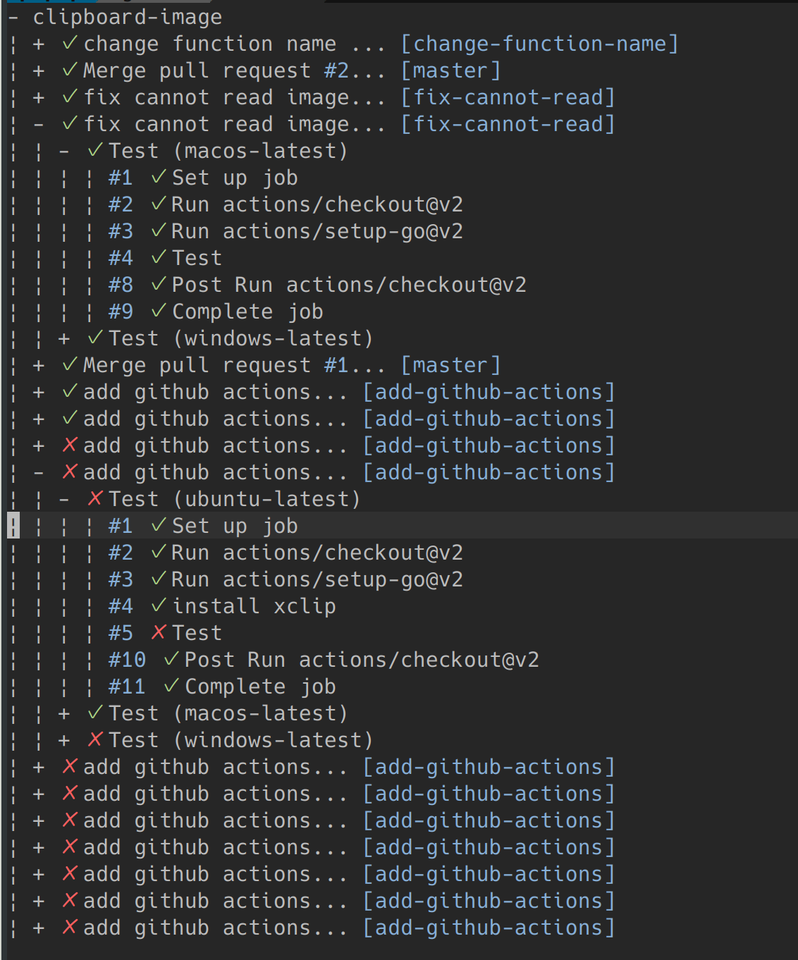 - clipboard-image
¦ + ✓change function name ... [change-function-name]
¦ + ✓Merge pull request #2... [master]
¦ + ✓fix cannot read image... [fix-cannot-read]
¦ - ✓fix cannot read image... [fix-cannot-read]
¦ ¦ - ✓Test (macos-latest)
¦ ¦ ¦ ¦ #1 ✓Set up job
¦ ¦ ¦ ¦ #2 ✓Run actions/checkout@v2
¦ ¦ ¦ ¦ #3 ✓Run actions/setup-go@v2
¦ ¦ ¦ ¦ #4 ✓Test
¦ ¦ ¦ ¦ #8 ✓Post Run actions/checkout@v2
¦ ¦ ¦ ¦ #9 ✓Complete job
¦ ¦ + ✓Test (windows-latest)
¦ + ✓Merge pull request #1... [master]
¦ + ✓add github actions... [add-github-actions]
¦ + ✓add github actions... [add-github-actions]
¦ + ✗add github actions... [add-github-actions]
¦ - ✗add github actions... [add-github-actions]
¦ ¦ - ✗Test (ubuntu-latest)
¦ ¦ ¦ ¦ #1 ✓Set up job
¦ ¦ ¦ ¦ #2 ✓Run actions/checkout@v2
¦ ¦ ¦ ¦ #3 ✓Run actions/setup-go@v2
¦ ¦ ¦ ¦ #4 ✓install xclip
¦ ¦ ¦ ¦ #5 ✗Test
¦ ¦ ¦ ¦ #10 ✓Post Run actions/checkout@v2
¦ ¦ ¦ ¦ #11 ✓Complete job
¦ ¦ + ✓Test (macos-latest)
¦ ¦ + ✗Test (windows-latest)
¦ + ✗add github actions... [add-github-actions]
¦ + ✗add github actions... [add-github-actions]
¦ + ✗add github actions... [add-github-actions]
¦ + ✗add github actions... [add-github-actions]
¦ + ✗add github actions... [add-github-actions]
¦ + ✗add github actions... [add-github-actions]
¦ + ✗add github actions... [add-github-actions]